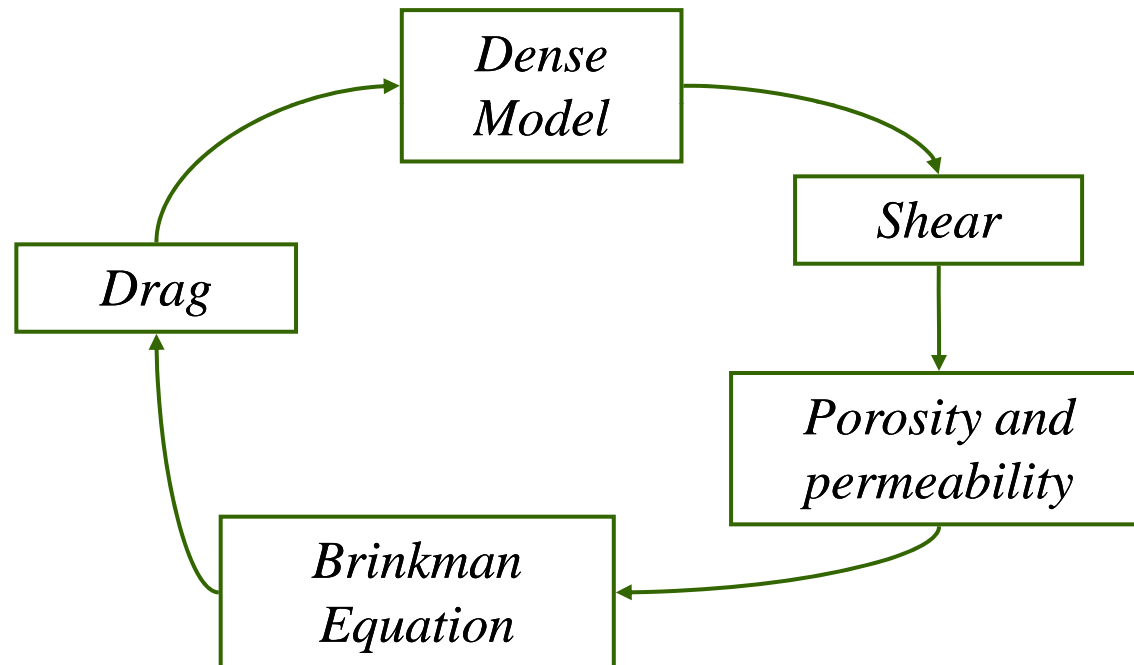 Dense
Model
Shear
Drag
Porosity and
permeability
Brinkman
Equation